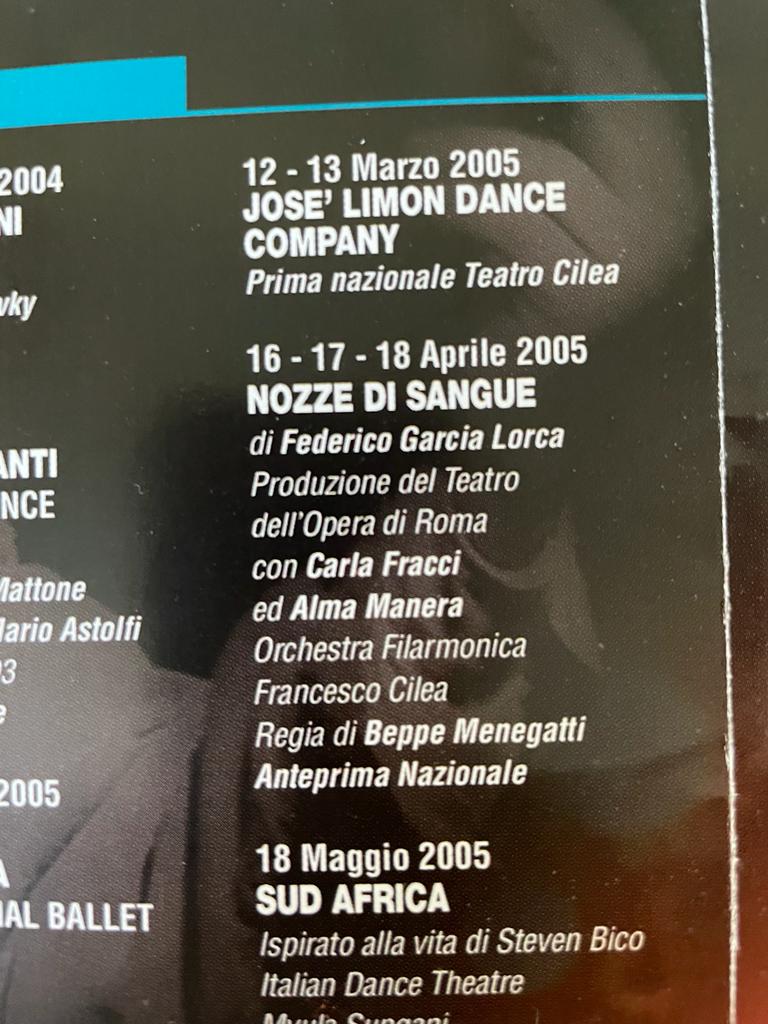 2004
NI
vky
ANTI
NCE
Mattone
Mario Astolfi
03
e
2005
A
IAL BALLET
12 - 13 Marzo 2005
JOSE' LIMON DANCE
COMPANY
Prima nazionale Teatro Cilea
16 - 17 - 18 Aprile 2005
NOZZE DI SANGUE
di Federico Garcia Lorca
Produzione del Teatro
dell'Opera di Roma
con Carla Fracci
ed Alma Manera
Orchestra Filarmonica
Francesco Cilea
Regia di Beppe Menegatti
Anteprima Nazionale
18 Maggio 2005
SUD AFRICA
Ispirato alla vita di Steven Bico
Italian Dance Theatre